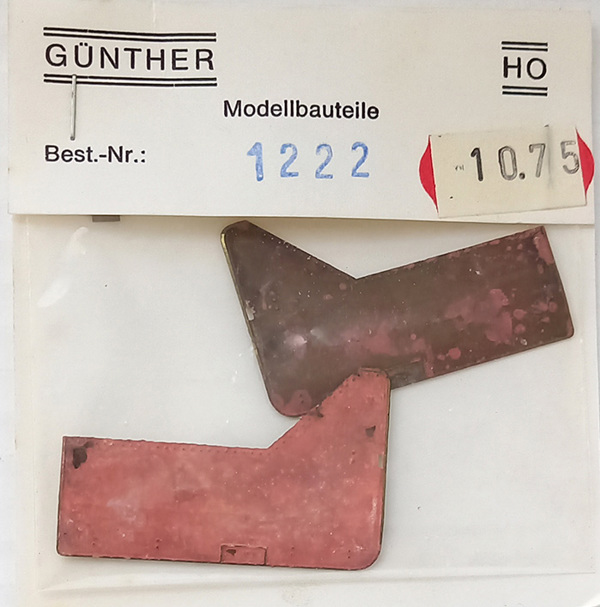 GÜNTHER
HO
Modellbauteile
Best.-Nr.: 1222
10.75